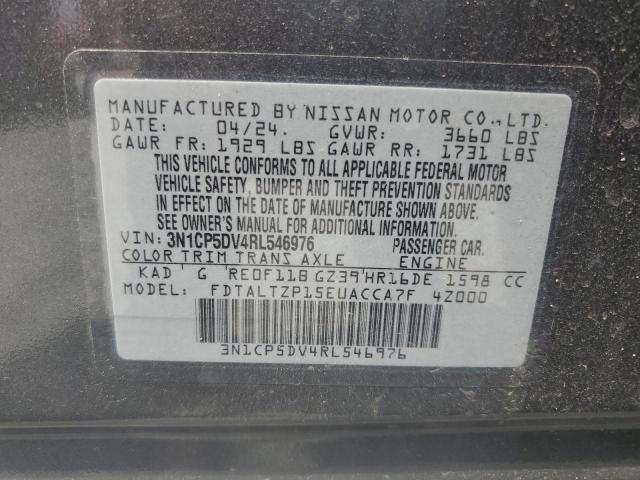 MANUFACTURED BY NISSAN MOTOR CO., LTD.
DATE: 04/24. GVWR: 3660 LBS
GAWR FR: 1929 LBS GAWR RR: 1731 LBS
THIS VEHICLE CONFORMS TO ALL APPLICABLE FEDERAL MOTOR
VEHICLE SAFETY, BUMPER AND THEFT PREVENTION STANDARDS
IN EFFECT ON THE DATE OF MANUFACTURE SHOWN ABOVE.
SEE OWNER'S MANUAL FOR ADDITIONAL INFORMATION.
VIN: 3N1CP5DV4RL546976 PASSENGER CAR.
COLOR TRIM TRANS AXLE ENGINE
KAD G RE0F11B GZ39 HR16DE 1598 CC
FDTALTZP15EUACCA7F 4Z000
3N1CP5DV4RL546976